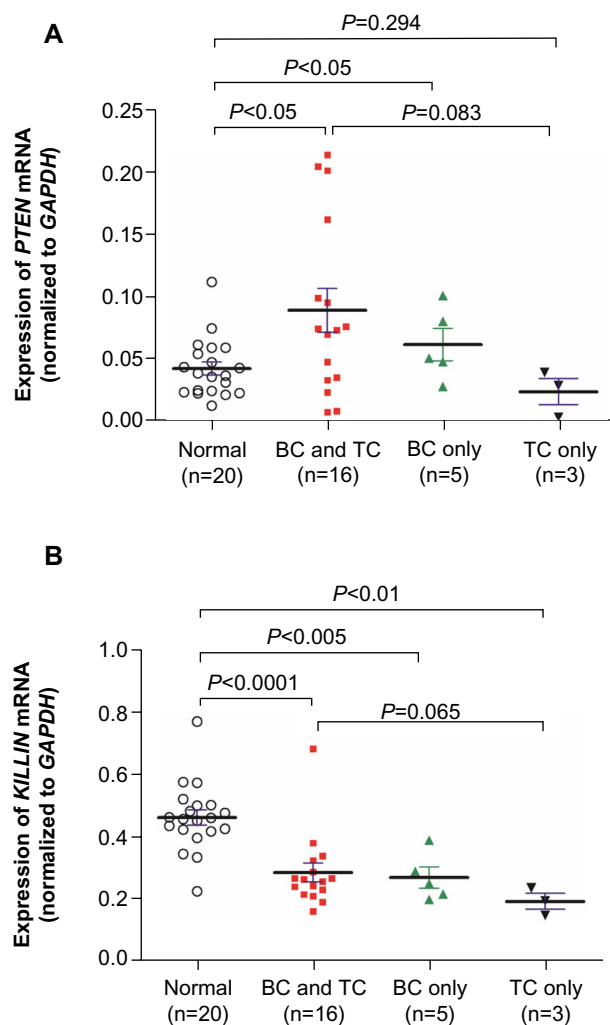 A
P=0.294
P<0.05
P<0.05
P=0.083
Expression of PTEN mRNA
(normalized to GAPDH)
0.25
0.20
0.15
0.10
0.05
0.00
Normal
(n=20)
BC and TC
(n=16)
BC only
(n=5)
TC only
(n=3)
B
P<0.01
P<0.005
P<0.0001
P=0.065
Expression of KILLIN mRNA
(normalized to GAPDH)
1.0
0.8
0.6
0.4
0.2
0.0
Normal
(n=20)
BC and TC
(n=16)
BC only
(n=5)
TC only
(n=3)